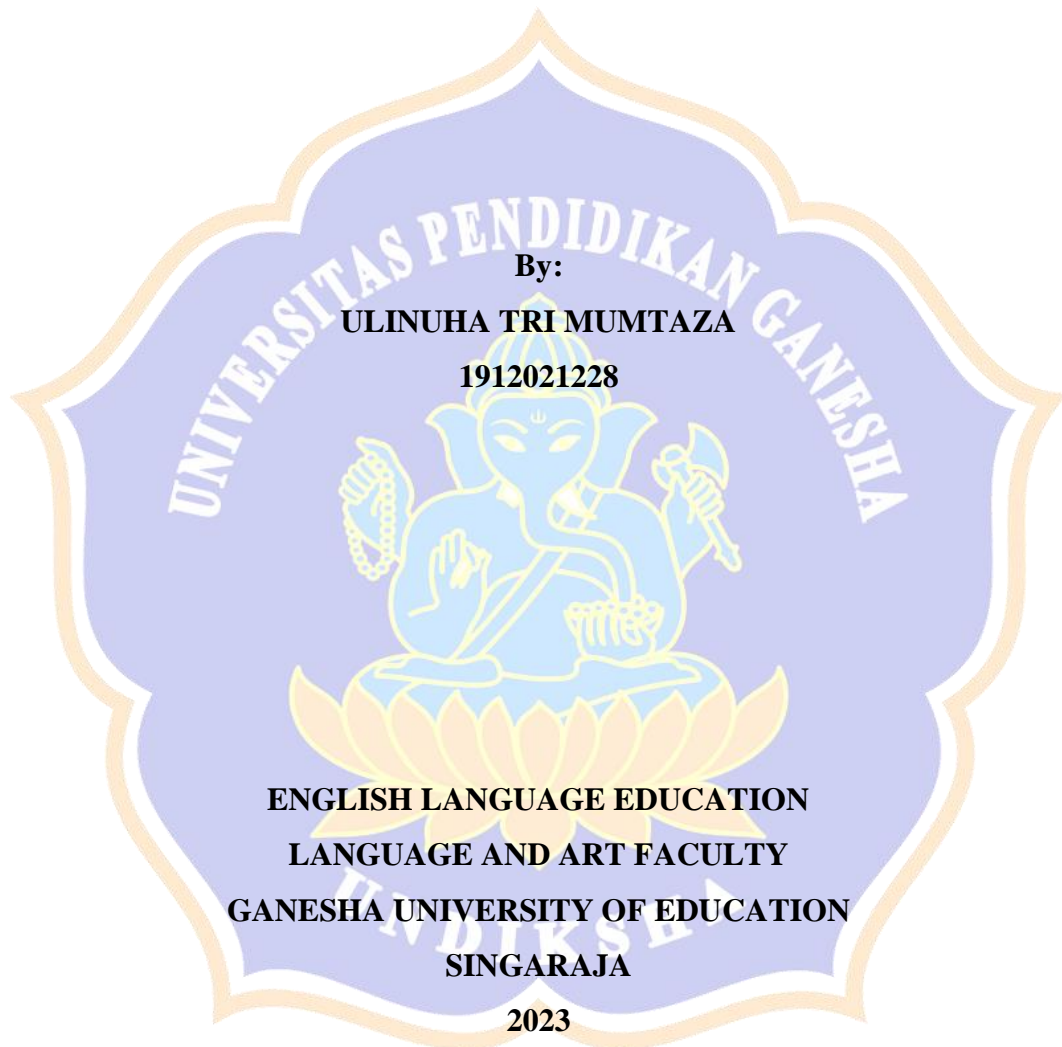 UNIVERSITAS PENDIDIKAN GANESHA
By:
ULINUHA TRI MUMTAZA
1912021228
ENGLISH LANGUAGE EDUCATION
LANGUAGE AND ART FACULTY
GANESHA UNIVERSITY OF EDUCATION
UNDIKSHA
SINGARAJA
2023